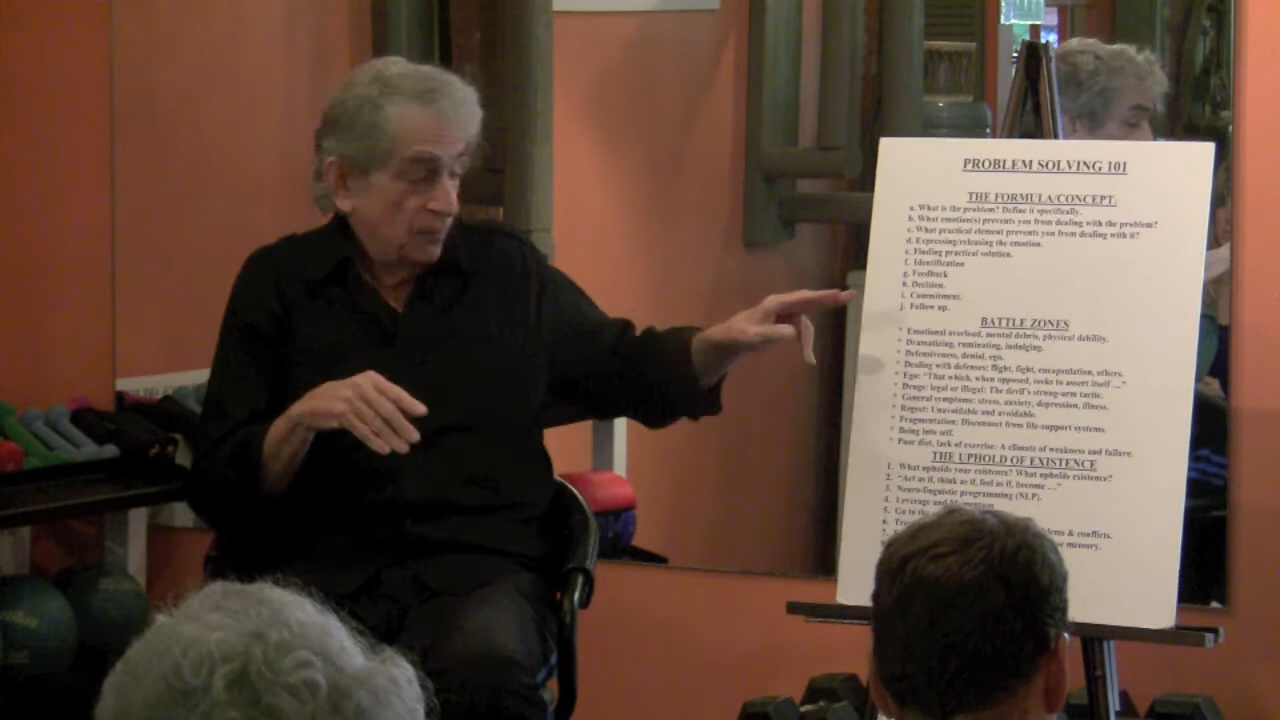 PROBLEM SOLVING 101
THE FORMULA/CONCEPT:
a. What is the problem? Define it specifically.
b. What emotion(s) prevents you from dealing with the problem?
c. What practical element prevents you from dealing with it?
d. Expressing/releasing the emotion.
e. Finding practical solution.
f. Identification
g. Feedback
h. Decision.
i. Commitment.
j. Follow up.
BATTLE ZONES
* Emotional overload, mental debris, physical debility.
* Dramatizing, ruminating, indulging.
* Defensiveness, denial, ego.
* Dealing with defenses: flight, fight, encapsulation, others.
* Ego: "That which, when opposed, seeks to assert itself ..."
* Drugs: legal or illegal: The devil's strong-arm tactic.
* General symptoms: stress, anxiety, depression, illness.
* Regret: Unavoidable and avoidable.
* Fragmentation: Disconnect from life-support systems.
* Being into self.
* Poor diet, lack of exercise: A climate of weakness and failure.
THE UPHOLD OF EXISTENCE
1. What upholds your existence? What upholds existence?
2. "Act as if, think as if, feel as if, become ..."
3. Neuro-linguistic programming (NLP).
4. Leverage and
5. Go to the
6. & conflicts.
7. memory.